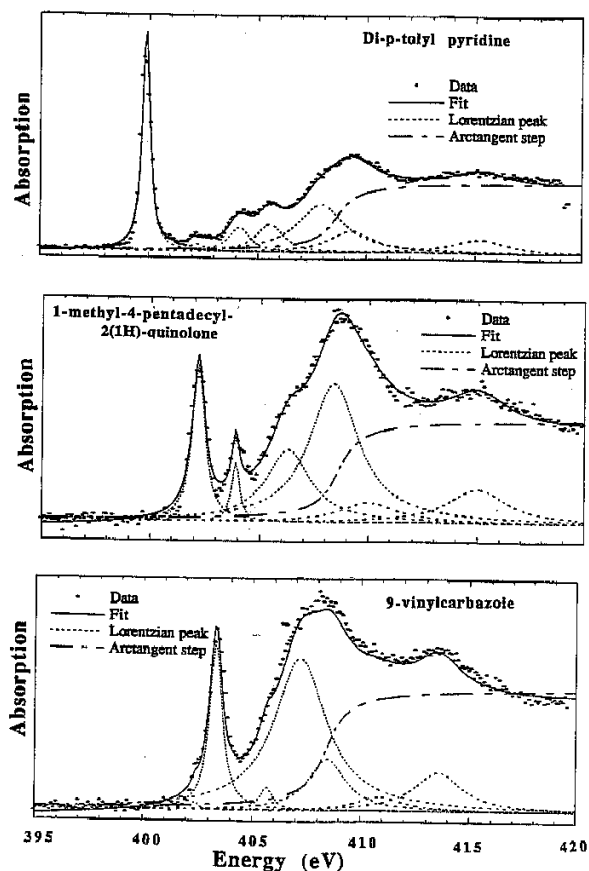 Di-p-tolyl pyridine
Data
Fit
Lorentzian peak
Arctangent step
Absorption
1-methyl-4-pentadecyl-
2(1H)-quinolone
Data
Fit
Lorentzian peak
Arctangent step
Absorption
9-vinylcarbazole
Data
Fit
Lorentzian peak
Arctangent step
Absorption
395 400 405 410 415 420
Energy (eV)